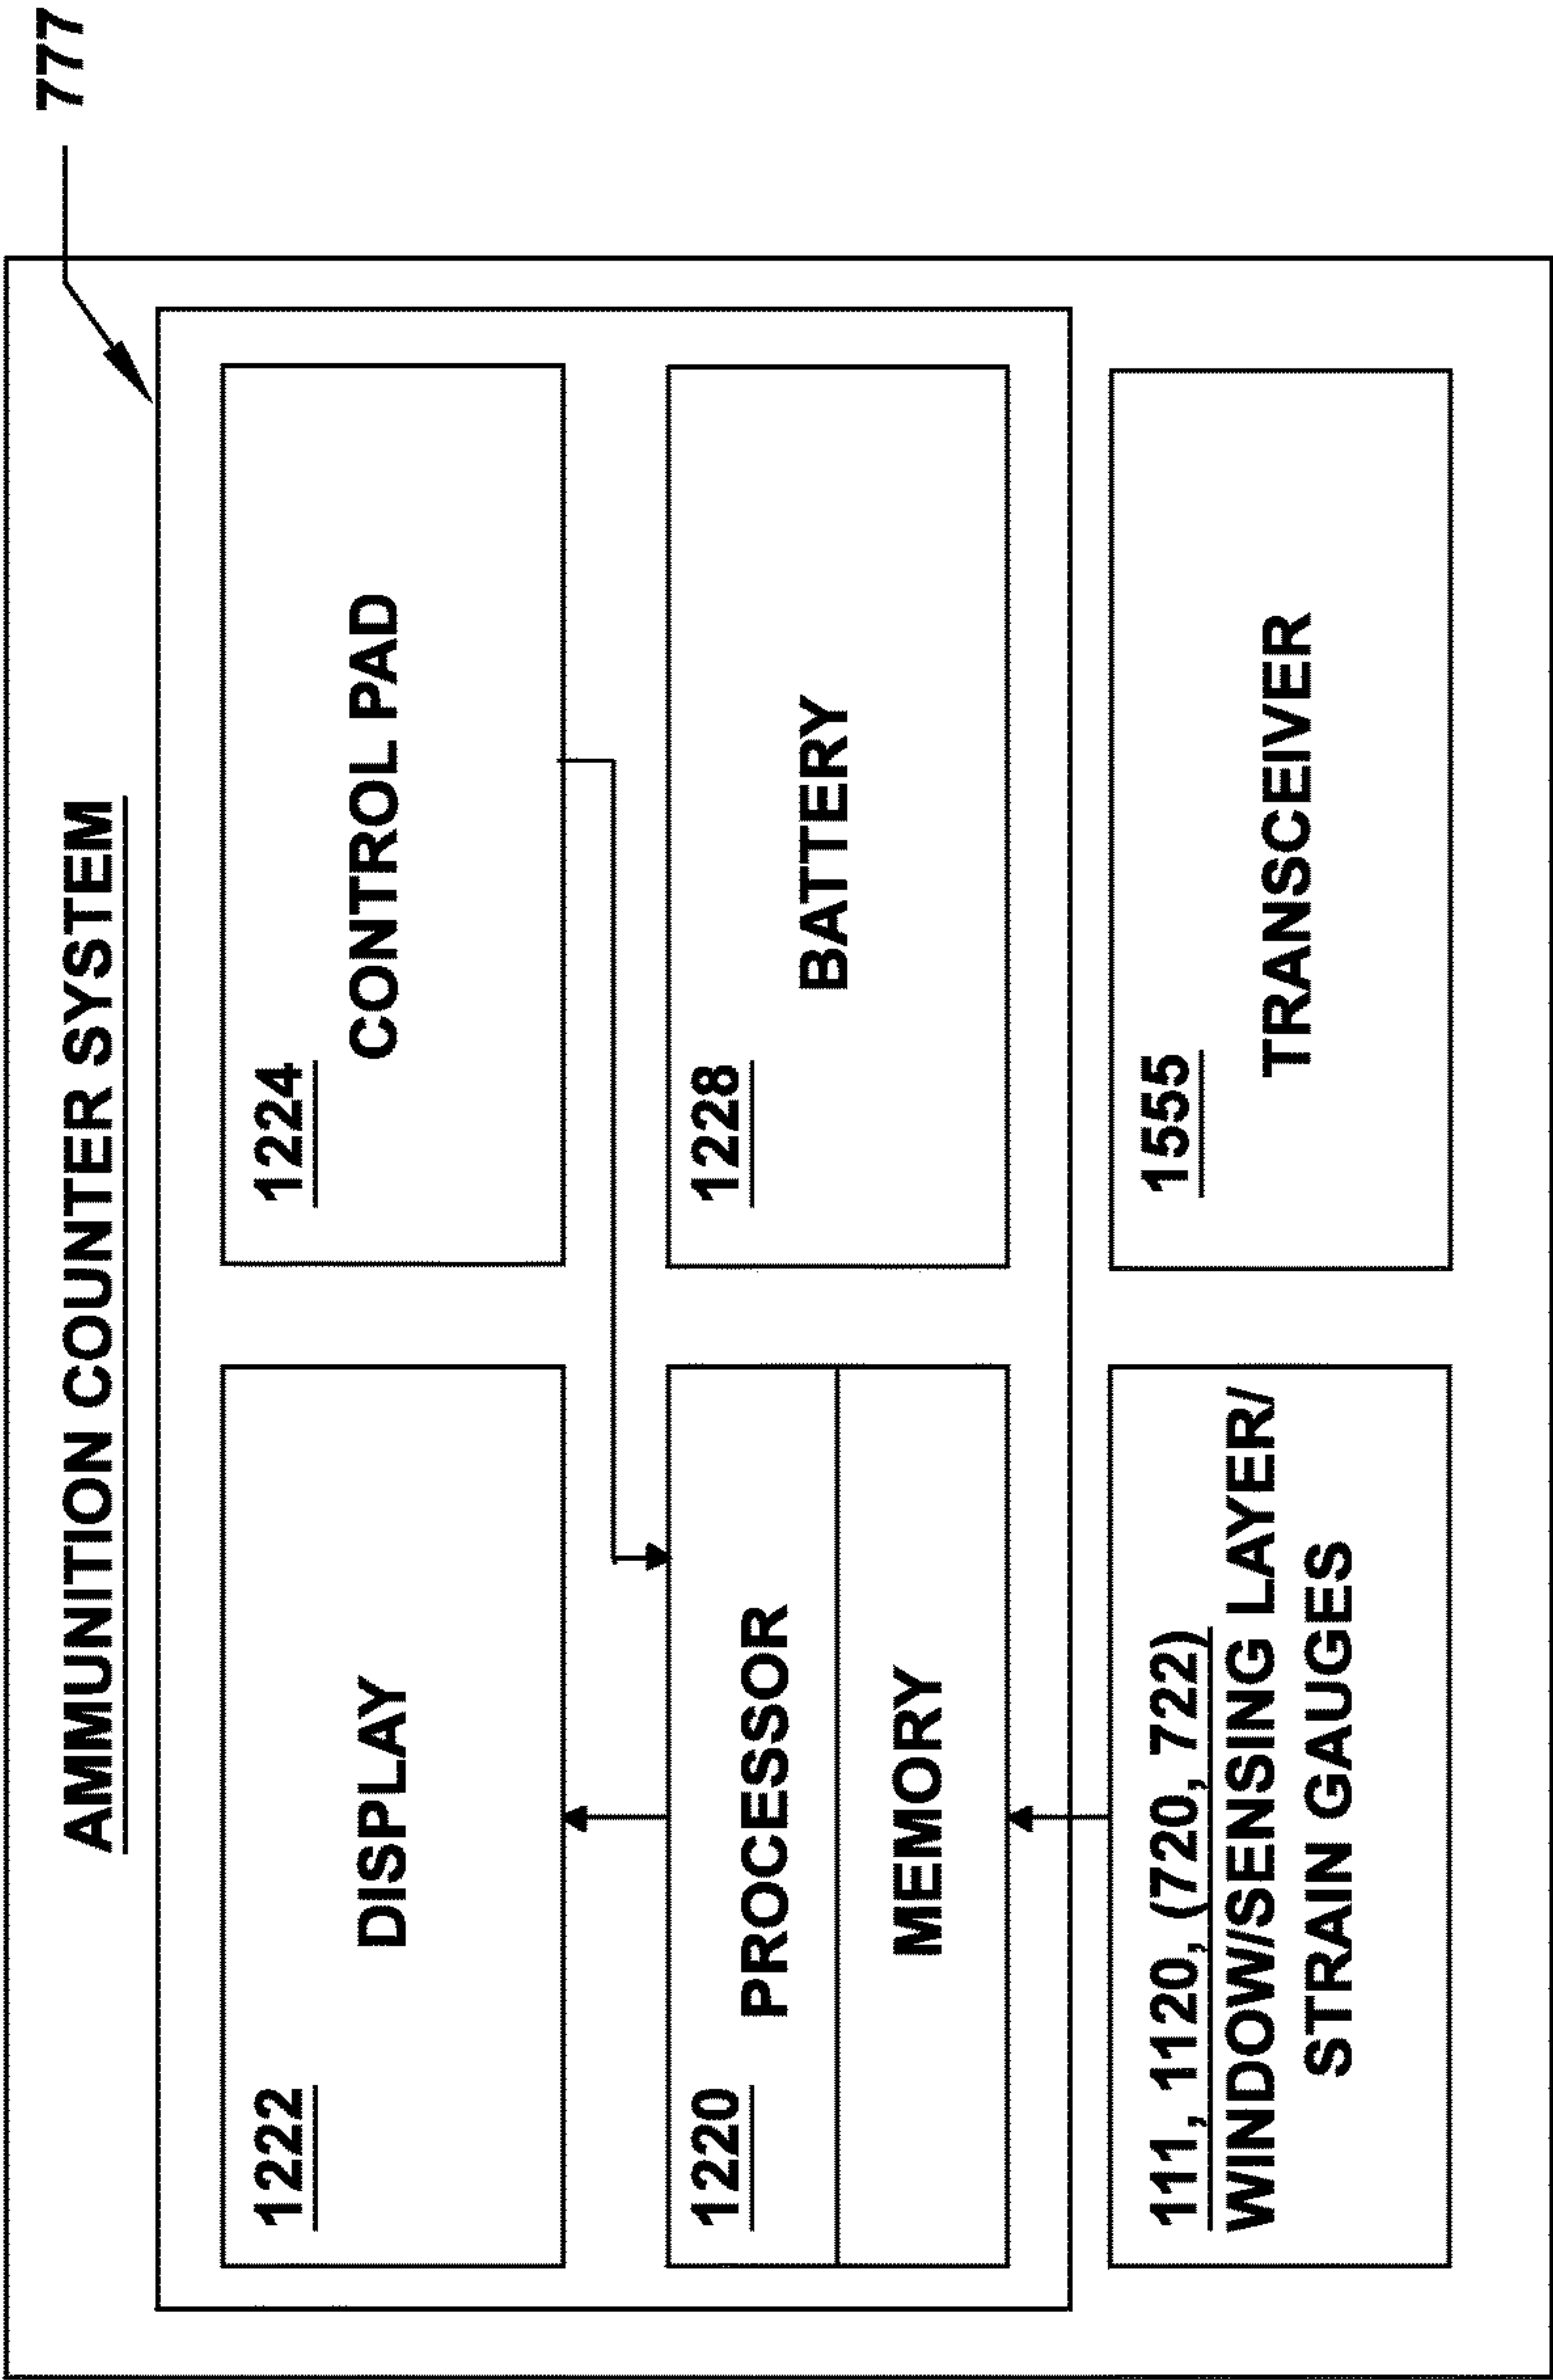 777
AMMUNITION COUNTER SYSTEM
1222
DISPLAY
1224
CONTROL PAD
1220
PROCESSOR
MEMORY
1228
BATTERY
111, 1120, (720, 722)
WINDOW/SENSING LAYER/
STRAIN GAUGES
1555
TRANSCEIVER